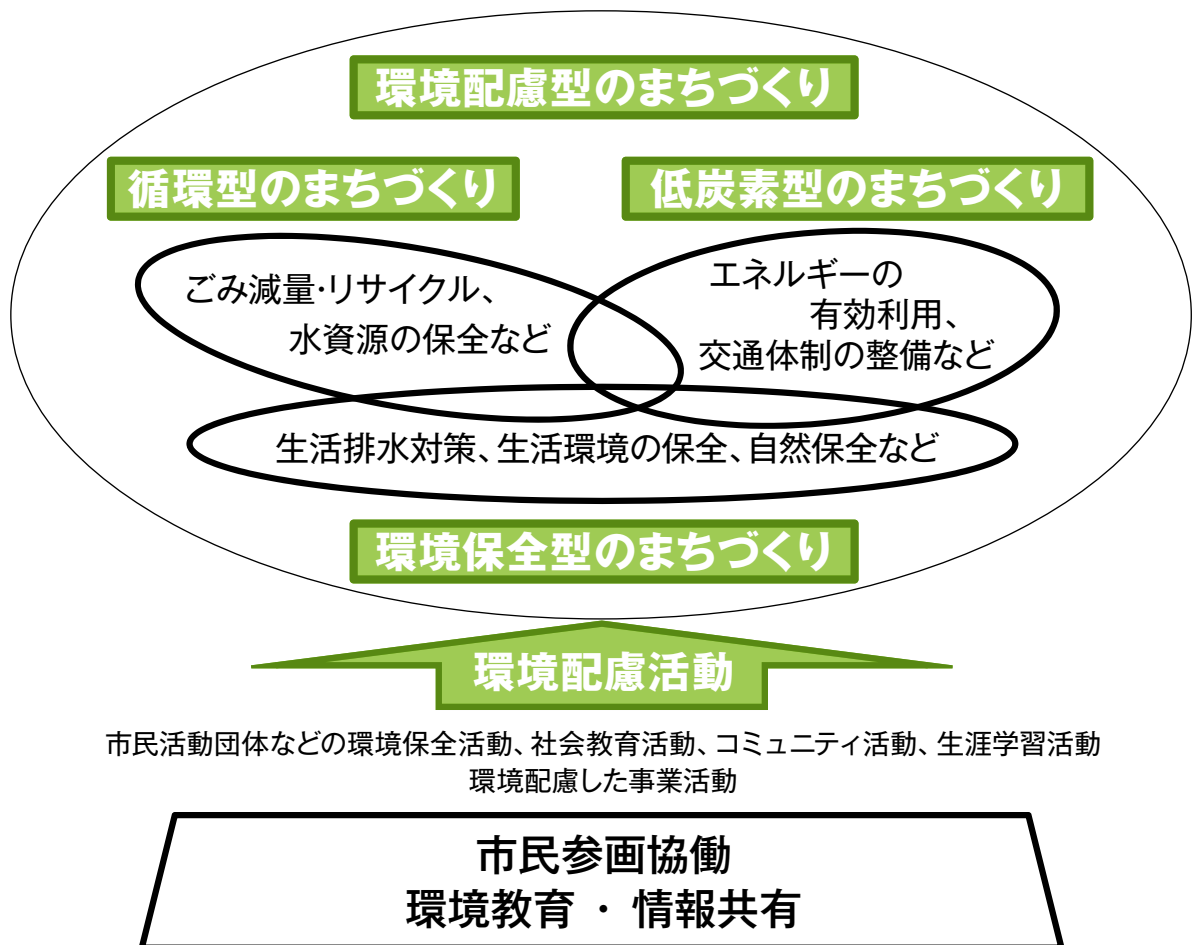 環境配慮型のまちづくり
循環型のまちづくり
低炭素型のまちづくり
ごみ減量・リサイクル、
水資源の保全など
エネルギーの
有効利用、
交通体制の整備など
生活排水対策、生活環境の保全、自然保全など
環境保全型のまちづくり
環境配慮活動
市民活動団体などの環境保全活動、社会教育活動、コミュニティ活動、生涯学習活動
環境配慮した事業活動
市民参画協働
環境教育 ・ 情報共有